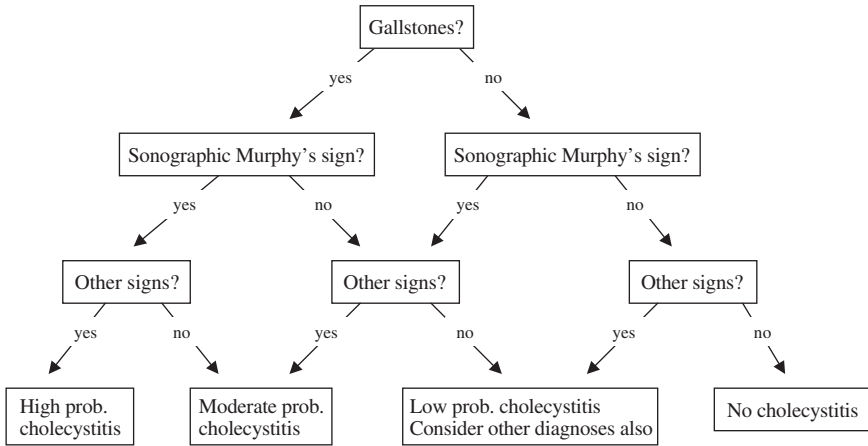 Gallstones?
yes
no
Sonographic Murphy’s sign?
Sonographic Murphy’s sign?
yes
no
yes
no
Other signs?
Other signs?
Other signs?
yes
no
yes
no
yes
no
High prob.
cholecystitis
Moderate prob.
cholecystitis
Low prob. cholecystitis
Consider other diagnoses also
No cholecystitis